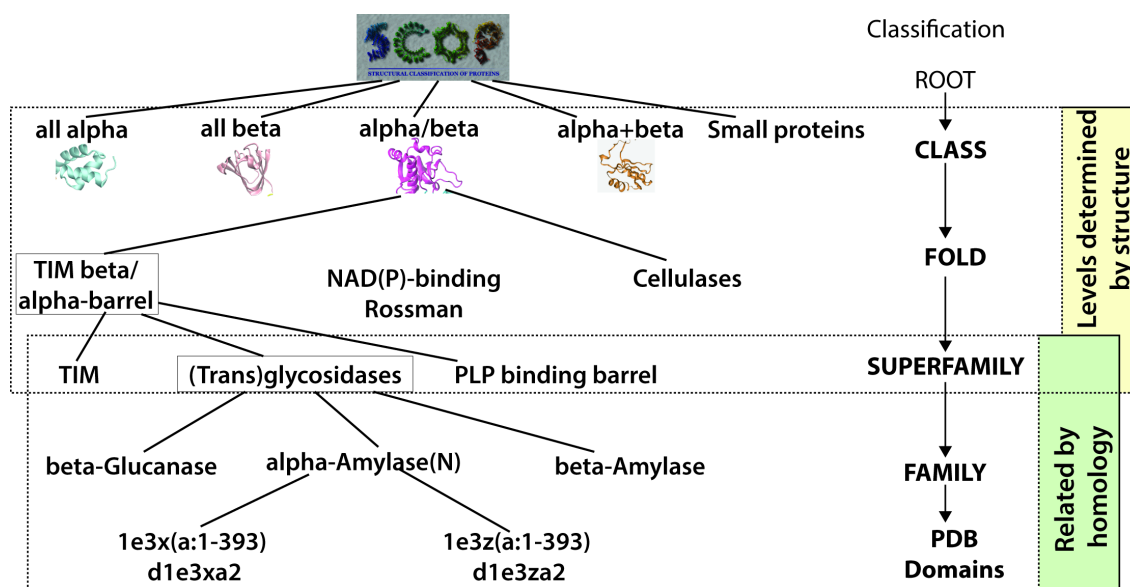 SCOP
STRUCTURAL CLASSIFICATION OF PROTEINS
Classification
ROOT
all alpha
all beta
alpha/beta
alpha+beta
Small proteins
CLASS
TIM beta/
alpha-barrel
NAD(P)-binding
Rossman
Cellulases
FOLD
Levels determined
by structure
TIM
(Trans)glycosidases
PLP binding barrel
SUPERFAMILY
beta-Glucanase
alpha-Amylase(N)
beta-Amylase
FAMILY
Related by
homology
1e3x(a:1-393)
d1e3xa2
1e3z(a:1-393)
d1e3za2
PDB
Domains